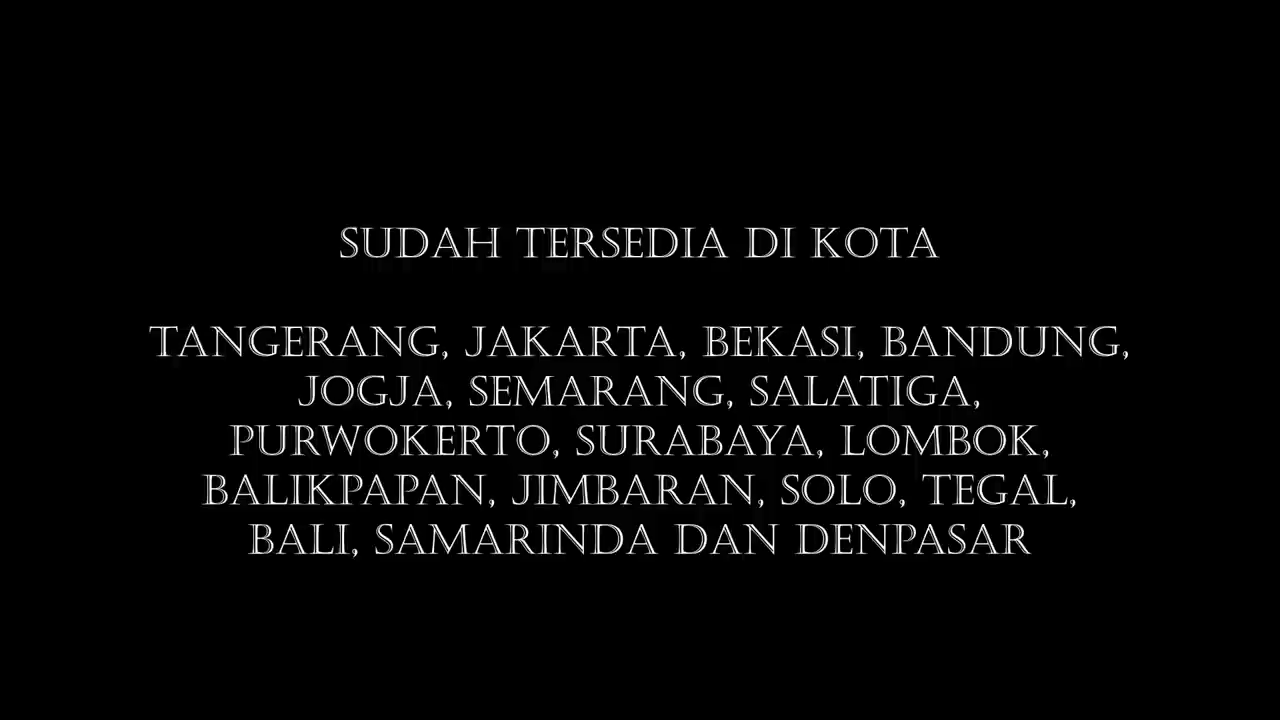 SUDAH TERSEDIA DI KOTA
TANGERANG, JAKARTA, BEKASI, BANDUNG,
JOGJA, SEMARANG, SALATIGA,
PURWOKERTO, SURABAYA, LOMBOK,
BALIKPAPAN, JIMBARAN, SOLO, TEGAL,
BALI, SAMARINDA DAN DENPASAR